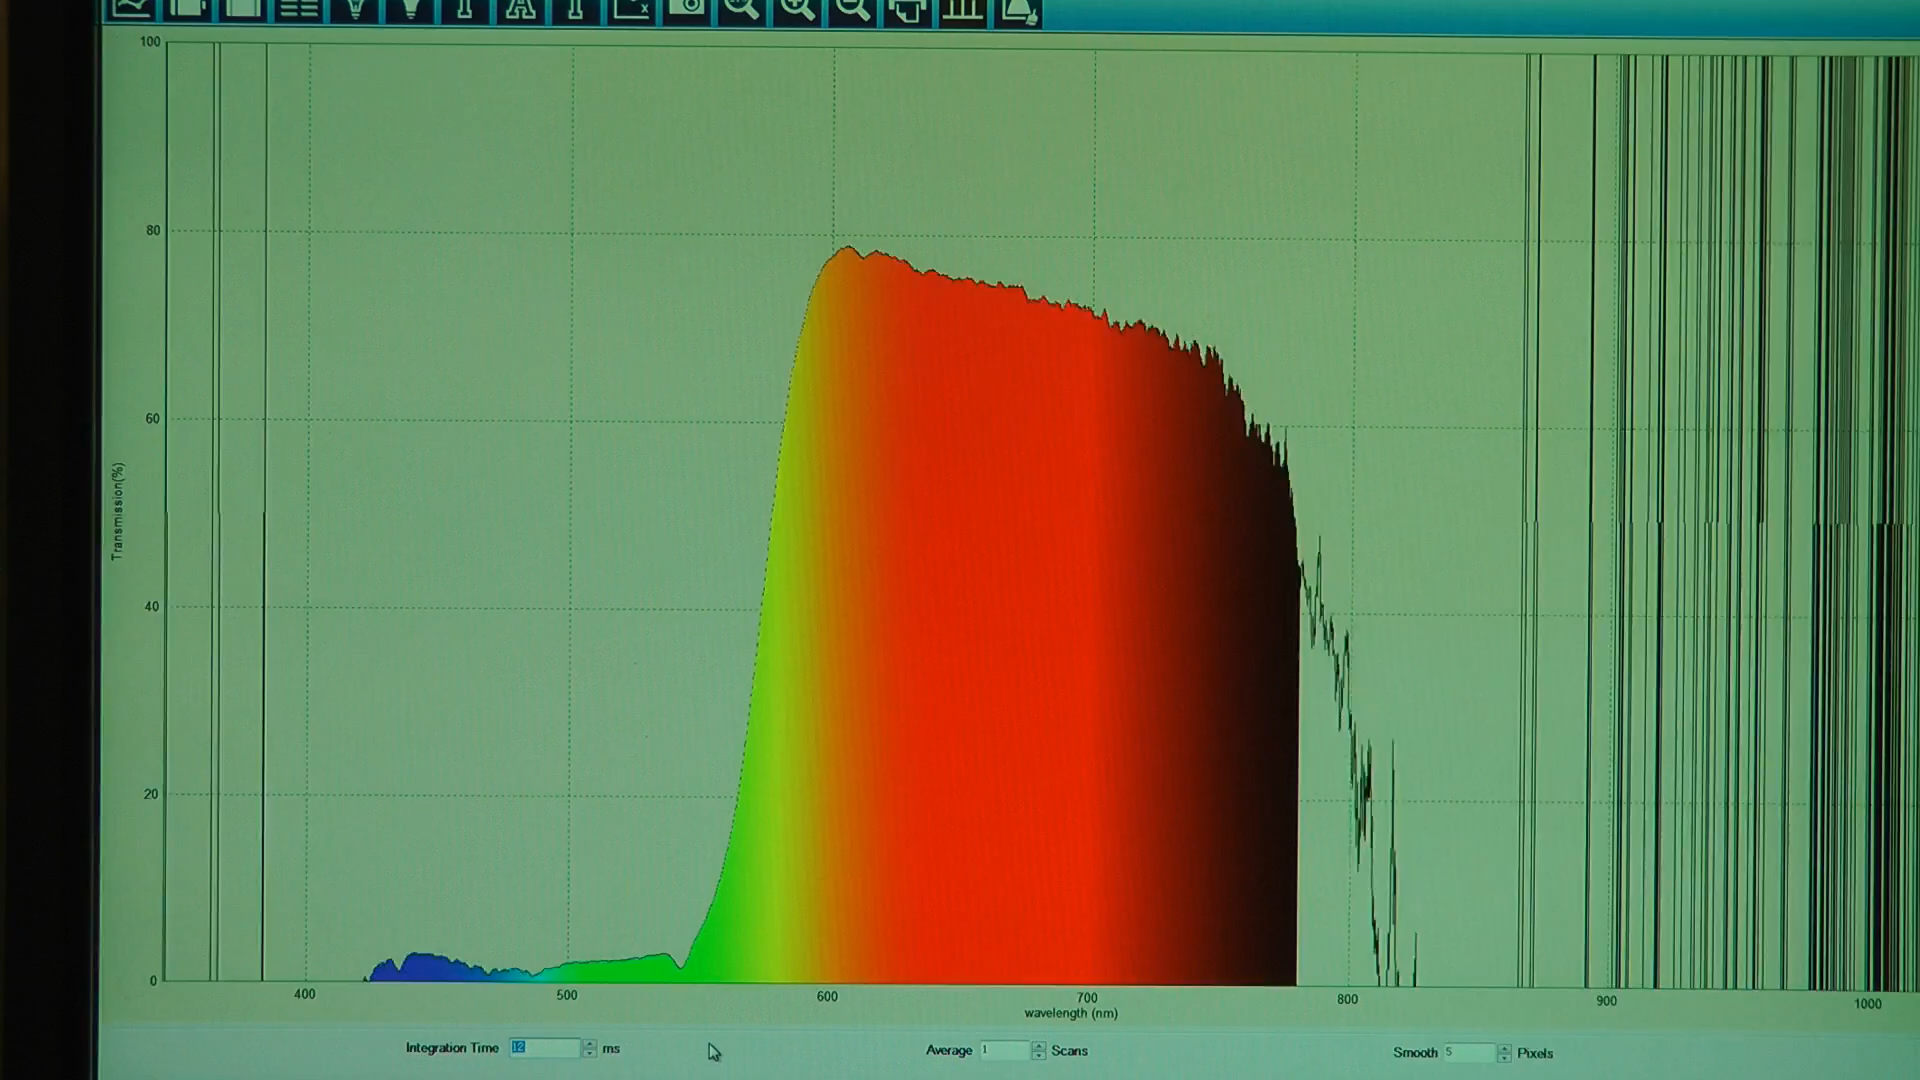 100
80
60
40
20
0
Transmission(%)
400 500 600 700 800 900 1000
wavelength (nm)
Integration Time 12 ms Average 1 Scans Smooth 5 Pixels